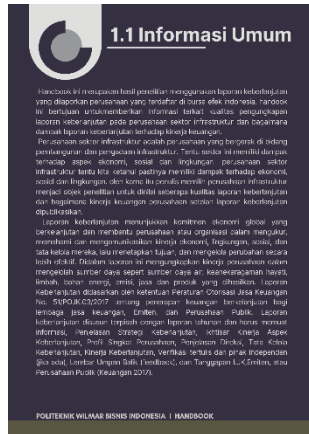 1.1 Informasi Umum
Handbook ini merupakan hasil penelitian menggunakan laporan keberlanjutan
yang dilaporkan perusahaan yang terdaftar di bursa efek indonesia. handook
ini bertujuan untukmemberikan informasi terkait kualitas pengungkapan
laporan keberlanjutan pada perusahaan sektor infrastruktur dan bagaimana
dampak laporan keberlanjutan terhadap kinerja keuangan.
Perusahaan sektor infrastruktur adalah perusahaan yang bergerak di bidang
pembangunan dan pengadaan infrastruktur. Tentu sektor ini memiliki dampak
terhadap aspek ekonomi, sosial dan lingkungan. perusahaan sektor
infrastruktur tentu kita ketahui pastinya memiliki dampak terhadap ekonomi,
sosial dan lingkungan. oleh karna itu penulis memilih perusahaan infrastruktur
menjadi objek penelitian untuk dinilai seberapa kualitas laporan keberlanjutan
dan bagaimana kinerja keuangan perusahaan setelah laporan keberlanjutan
dipublikasikan.
Laporan keberlanjutan menunjukkan komitmen ekonomi global yang
berkelanjutan dan membantu perusahaan atau organisasi dalam mengukur,
memahami dan mengkomunikasikan kinerja ekonomi, lingkungan, sosial, dan
tata kelola mereka, lalu menetapkan tujuan, dan mengelola perubahan secara
lebih efektif. Didalam laporan ini mengungkapkan kinerja perusahaan dalam
mengelolah sumber daya sepert sumber daya air, keanekaragaman hayati,
limbah, bahan energi, emisi, jasa dan produk yang dihasilkan. Laporan
Keberlanjutan didasarkan oleh ketentuan Peraturan Otorisasi Jasa Keuangan
No. 51/POJK.03/2017 tentang penerapan keuangan berkelanjutan bagi
lembaga jasa keuangan, Emiten, dan Perusahaan Publik. Laporan
keberlanjutan disusun terpisah dengan laporan tahunan dan harus memuat
informasi, Penjelasan Strategi Keberlanjutan, Ikhtisar Kinerja Aspek
Keberlanjutan, Profil Singkat Perusahaan, Penjelasan Direksi, Tata Kelola
Keberlanjutan, Kinerja Keberlanjutan, Verifikasi tertulis dari pihak Independen
(jika ada), Lembar Umpan Balik (feedback), dan Tanggapan LJK,Emiten, atau
Perusahaan Publik (Keuangan 2017).
POLITEKNIK WILMAR BISNIS INDONESIA | HANDBOOK